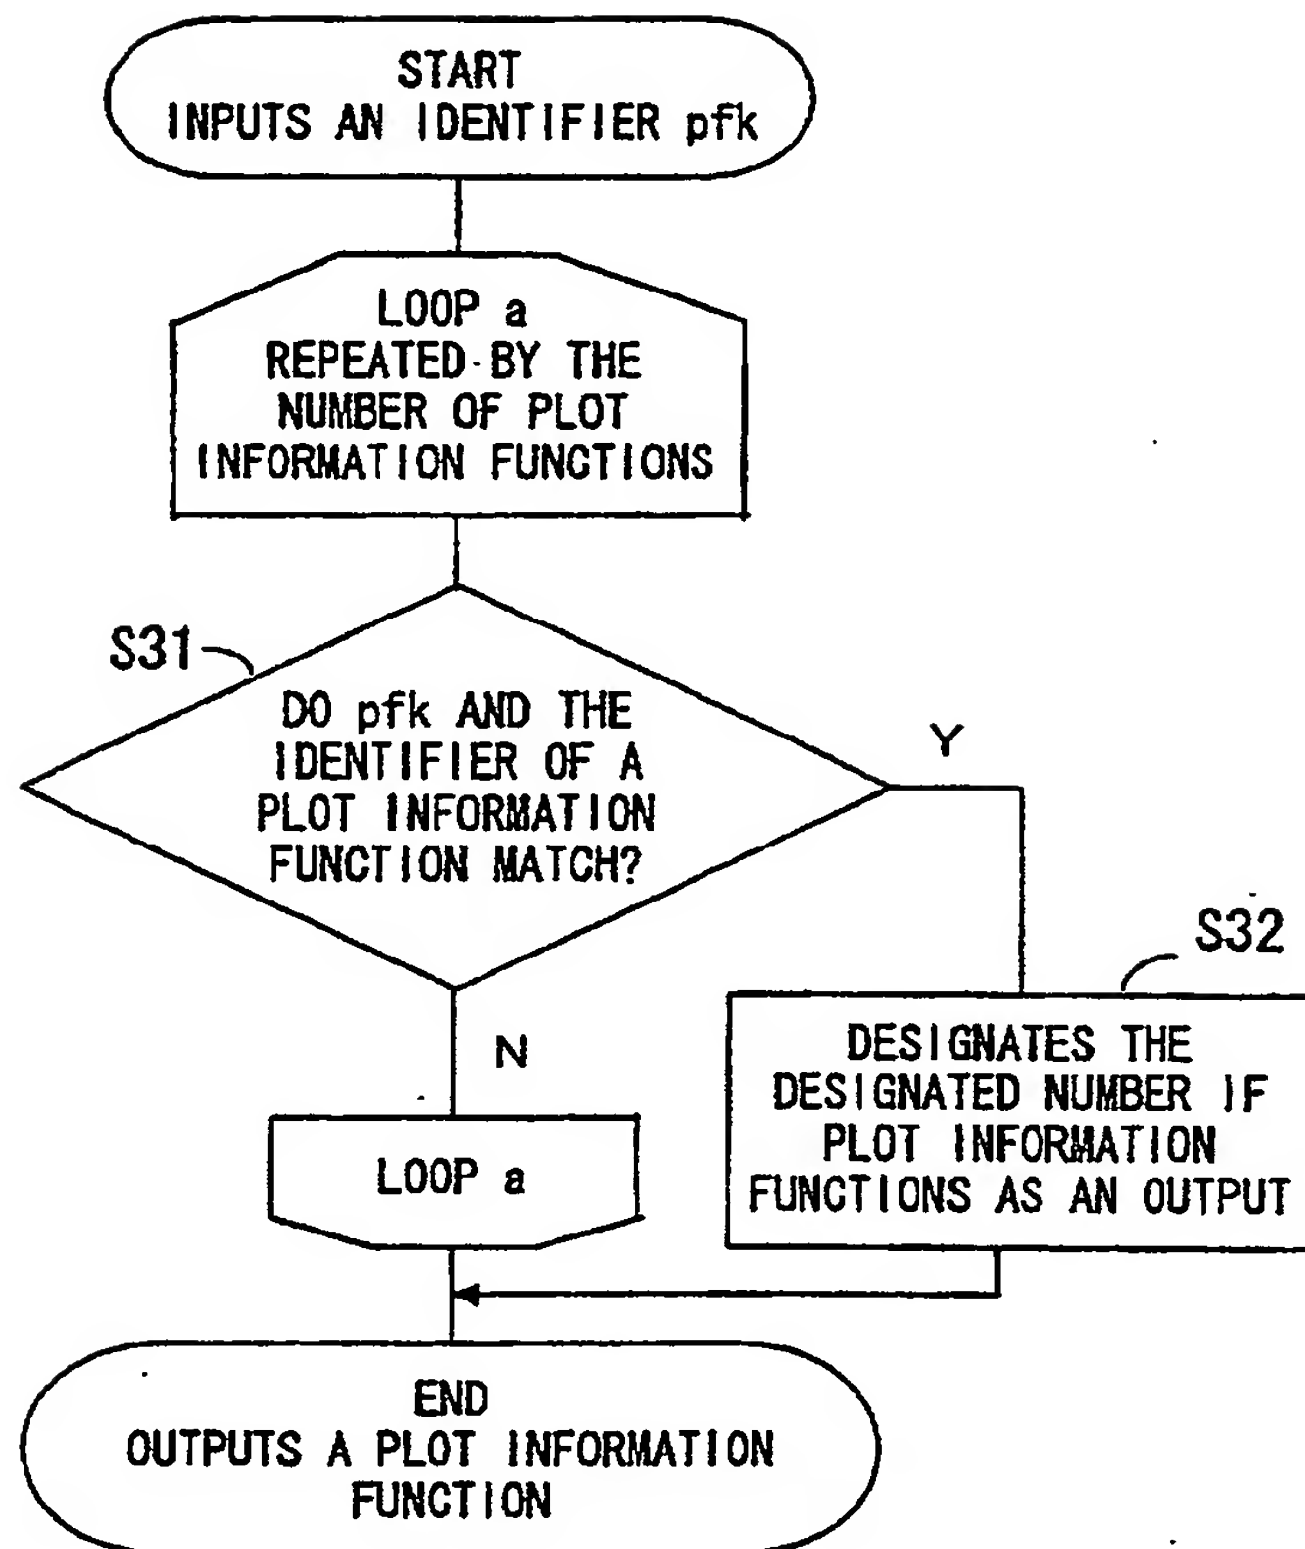 START
INPUTS AN IDENTIFIER pfk
LOOP a
REPEATED BY THE
NUMBER OF PLOT
INFORMATION FUNCTIONS
S31
DO pfk AND THE
IDENTIFIER OF A
PLOT INFORMATION
FUNCTION MATCH?
Y
S32
N
DESIGNATES THE
DESIGNATED NUMBER IF
PLOT INFORMATION
FUNCTIONS AS AN OUTPUT
LOOP a
END
OUTPUTS A PLOT INFORMATION
FUNCTION